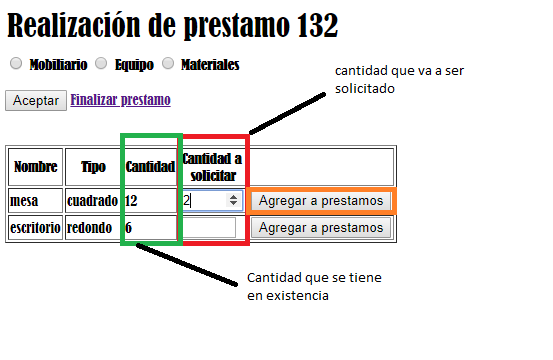 Realización de prestamo 132
Mobiliario Equipo Materiales
cantidad que va a ser
solicitado
Aceptar Finalizar prestamo
Nombre Tipo Cantidad Cantidad a
solicitar
mesa cuadrado 12 2 Agregar a prestamos
escritorio redondo 6 Agregar a prestamos
Cantidad que se tiene
en existencia